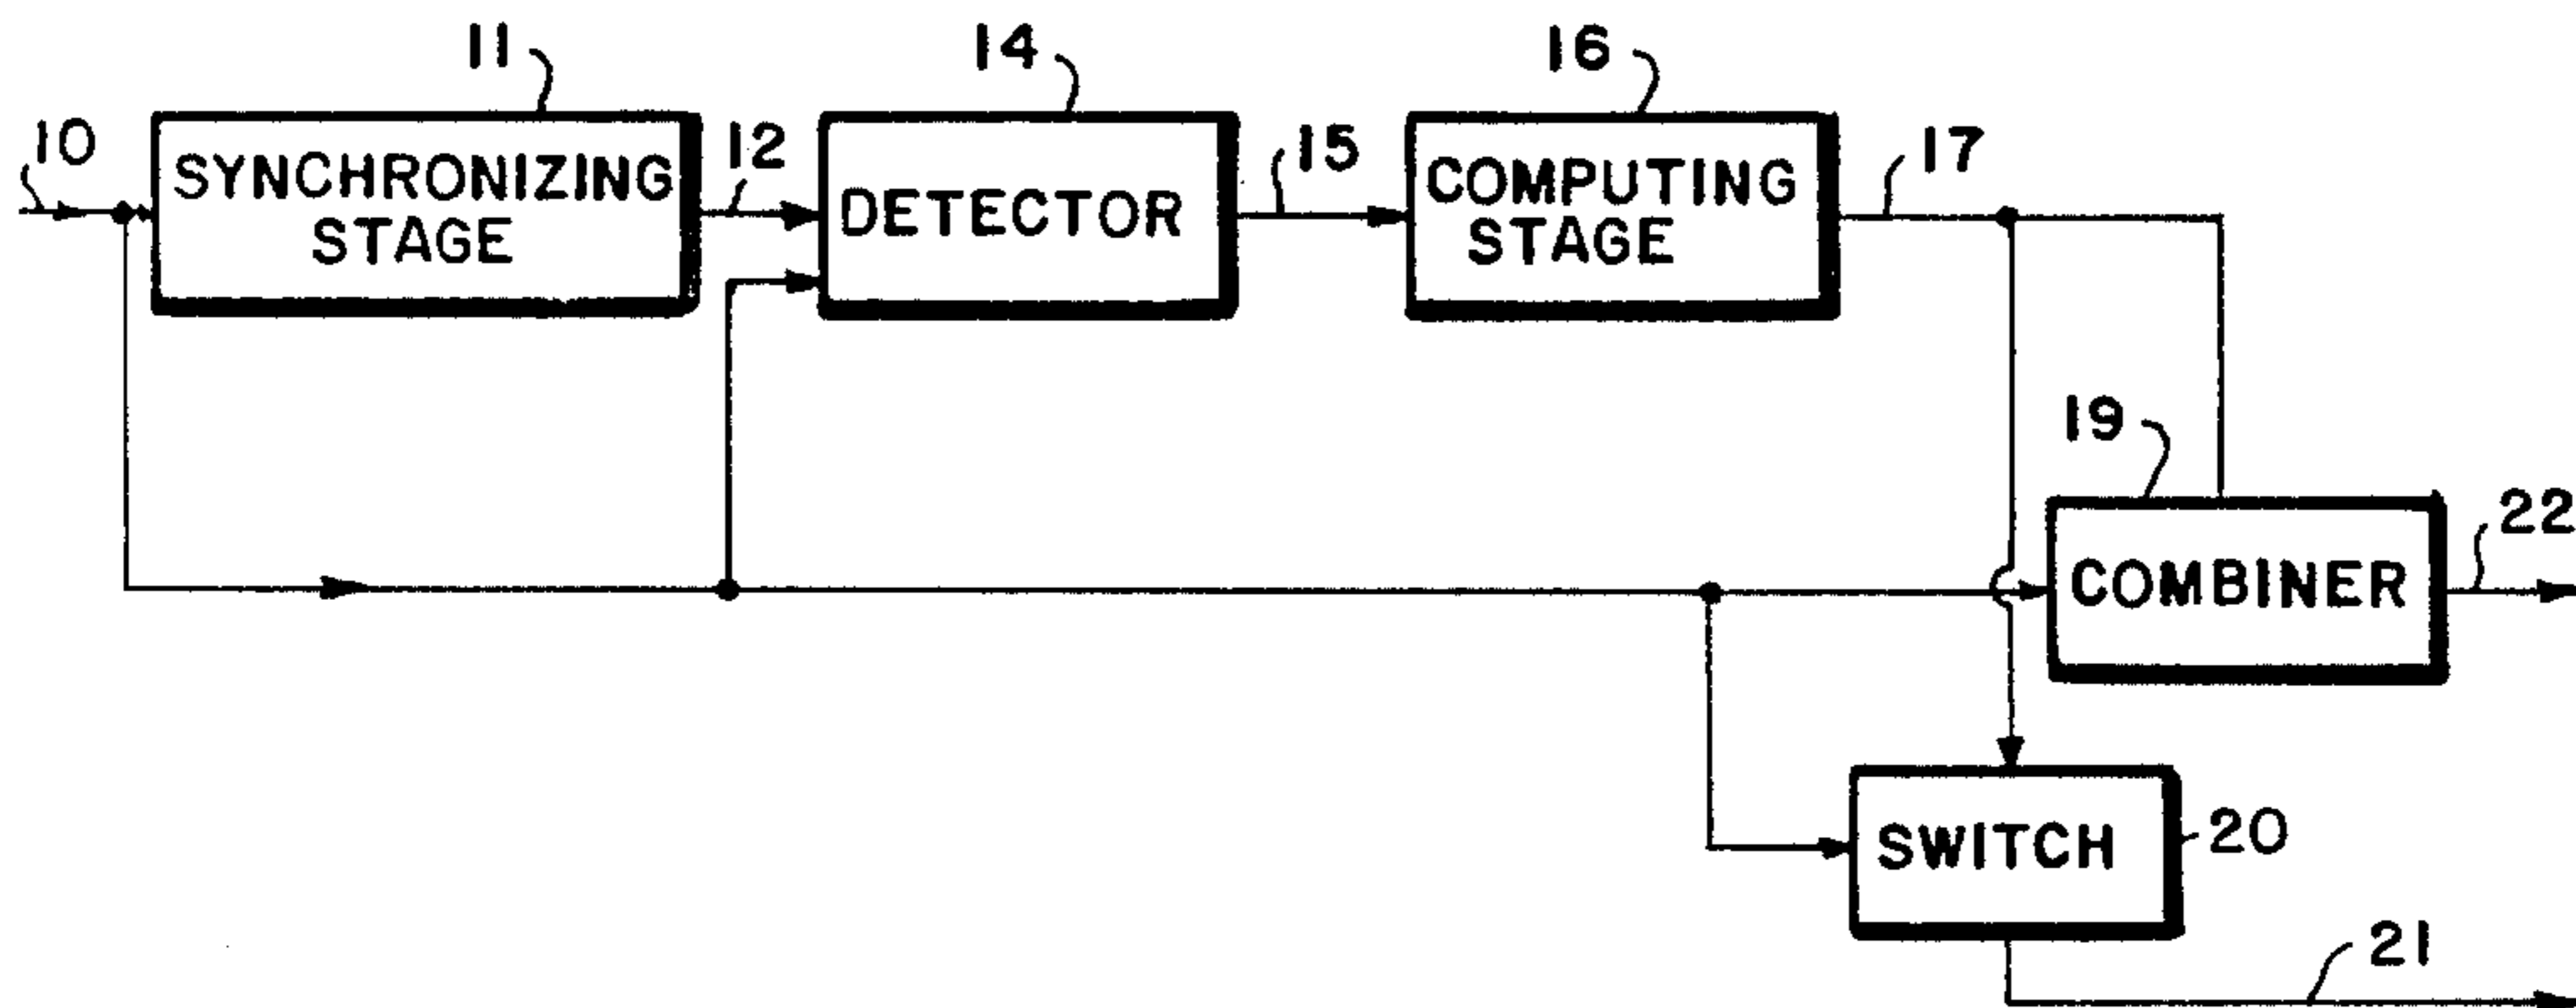 11
14
16
10
SYNCHRONIZING
STAGE
12
DETECTOR
15
COMPUTING
STAGE
17
19
COMBINER
22
SWITCH
20
21